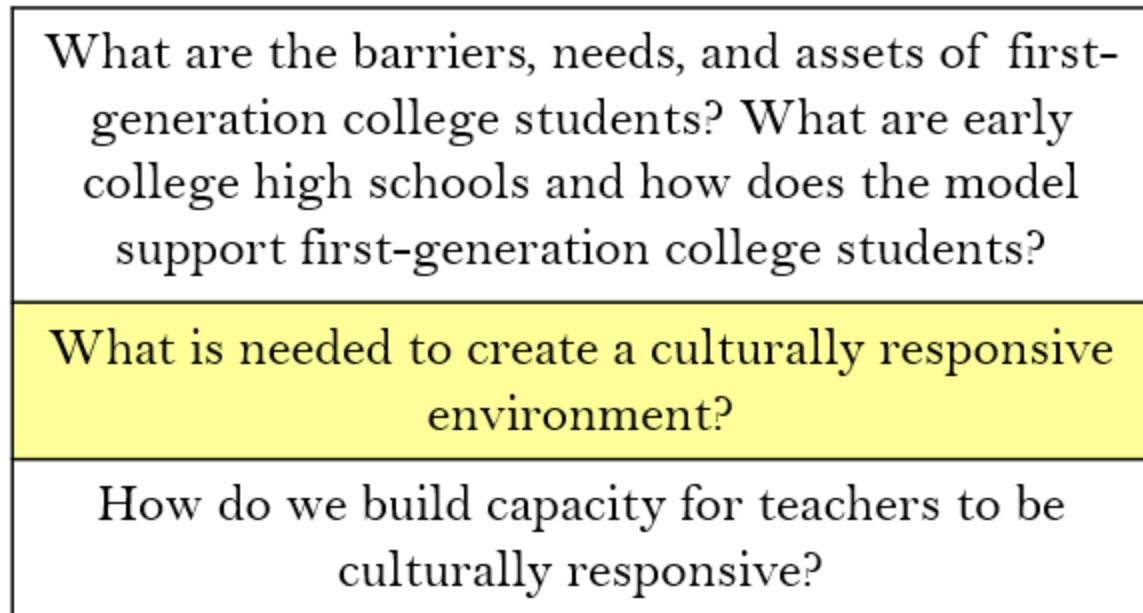 What are the barriers, needs, and assets of first-
generation college students? What are early
college high schools and how does the model
support first-generation college students?
What is needed to create a culturally responsive
environment?
How do we build capacity for teachers to be
culturally responsive?